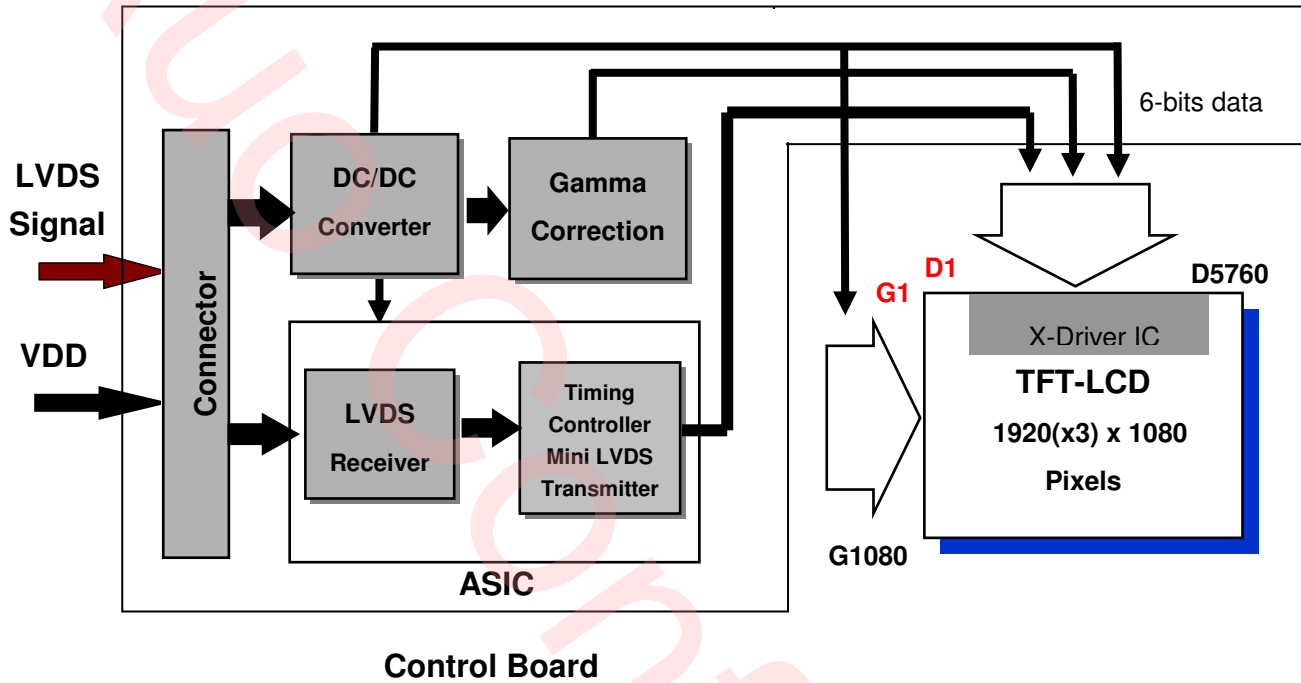 6-bits data
LVDS
Signal
VDD
Connector
DC/DC
Converter
Gamma
Correction
LVDS
Receiver
Timing
Controller
Mini LVDS
Transmitter
ASIC
Control Board
D1
G1
D5760
X-Driver IC
TFT-LCD
1920(x3) x 1080
Pixels
G1080